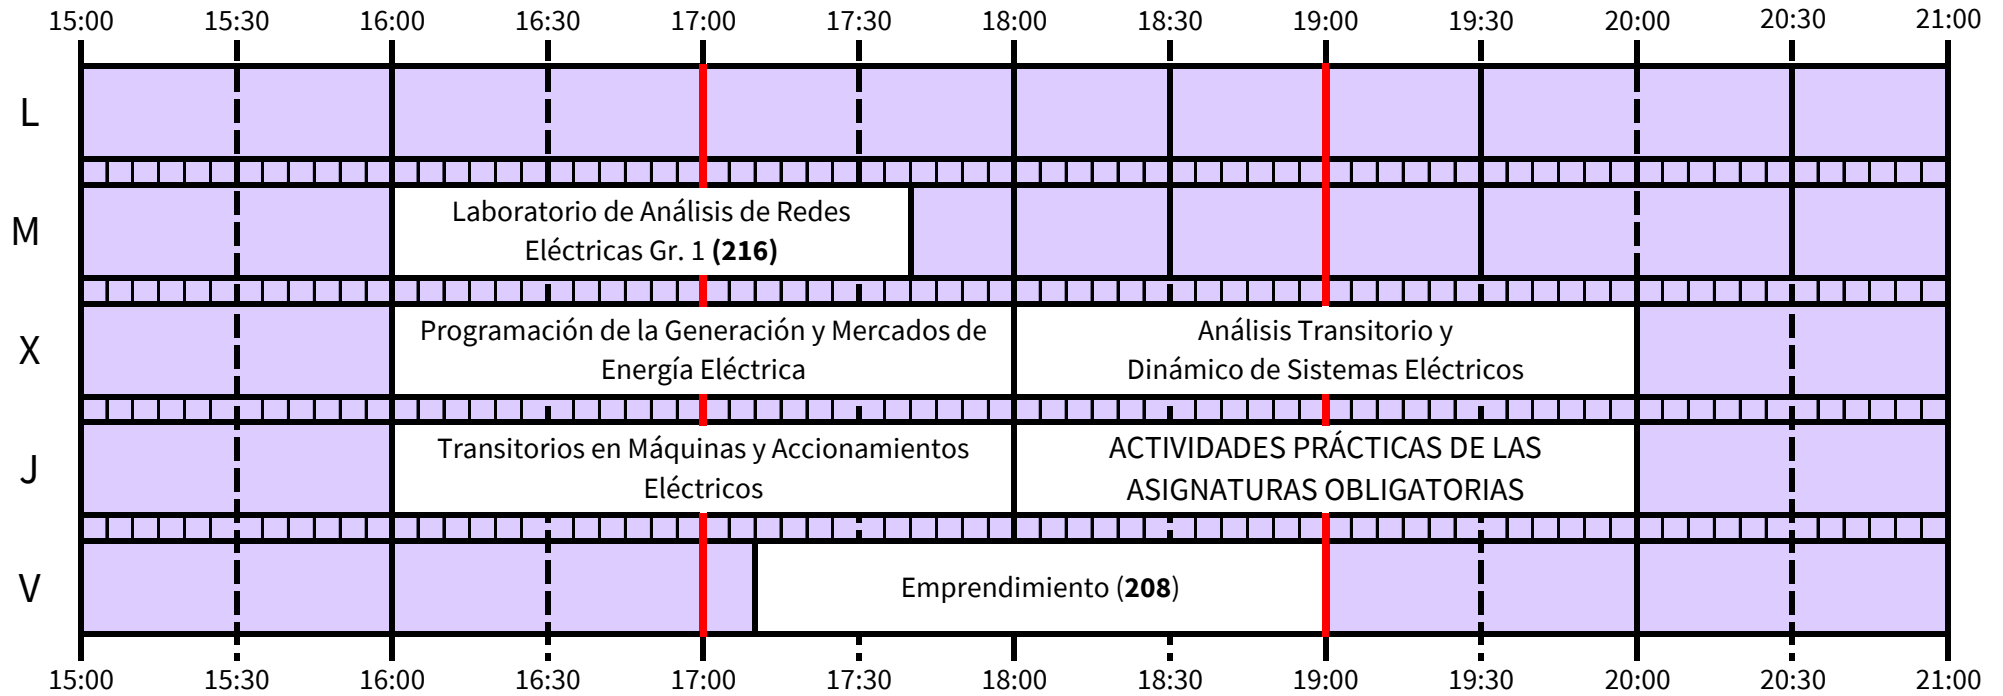 15:00 15:30 16:00 16:30 17:00 17:30 18:00 18:30 19:00 19:30 20:00 20:30 21:00
L
M
Laboratorio de Análisis de Redes
Eléctricas Gr. 1 (216)
X
Programación de la Generación y Mercados de
Energía Eléctrica
Análisis Transitorio y
Dinámico de Sistemas Eléctricos
J
Transitorios en Máquinas y Accionamientos
Eléctricos
ACTIVIDADES PRÁCTICAS DE LAS
ASIGNATURAS OBLIGATORIAS
V
Emprendimiento (208)
15:00 15:30 16:00 16:30 17:00 17:30 18:00 18:30 19:00 19:30 20:00 20:30 21:00